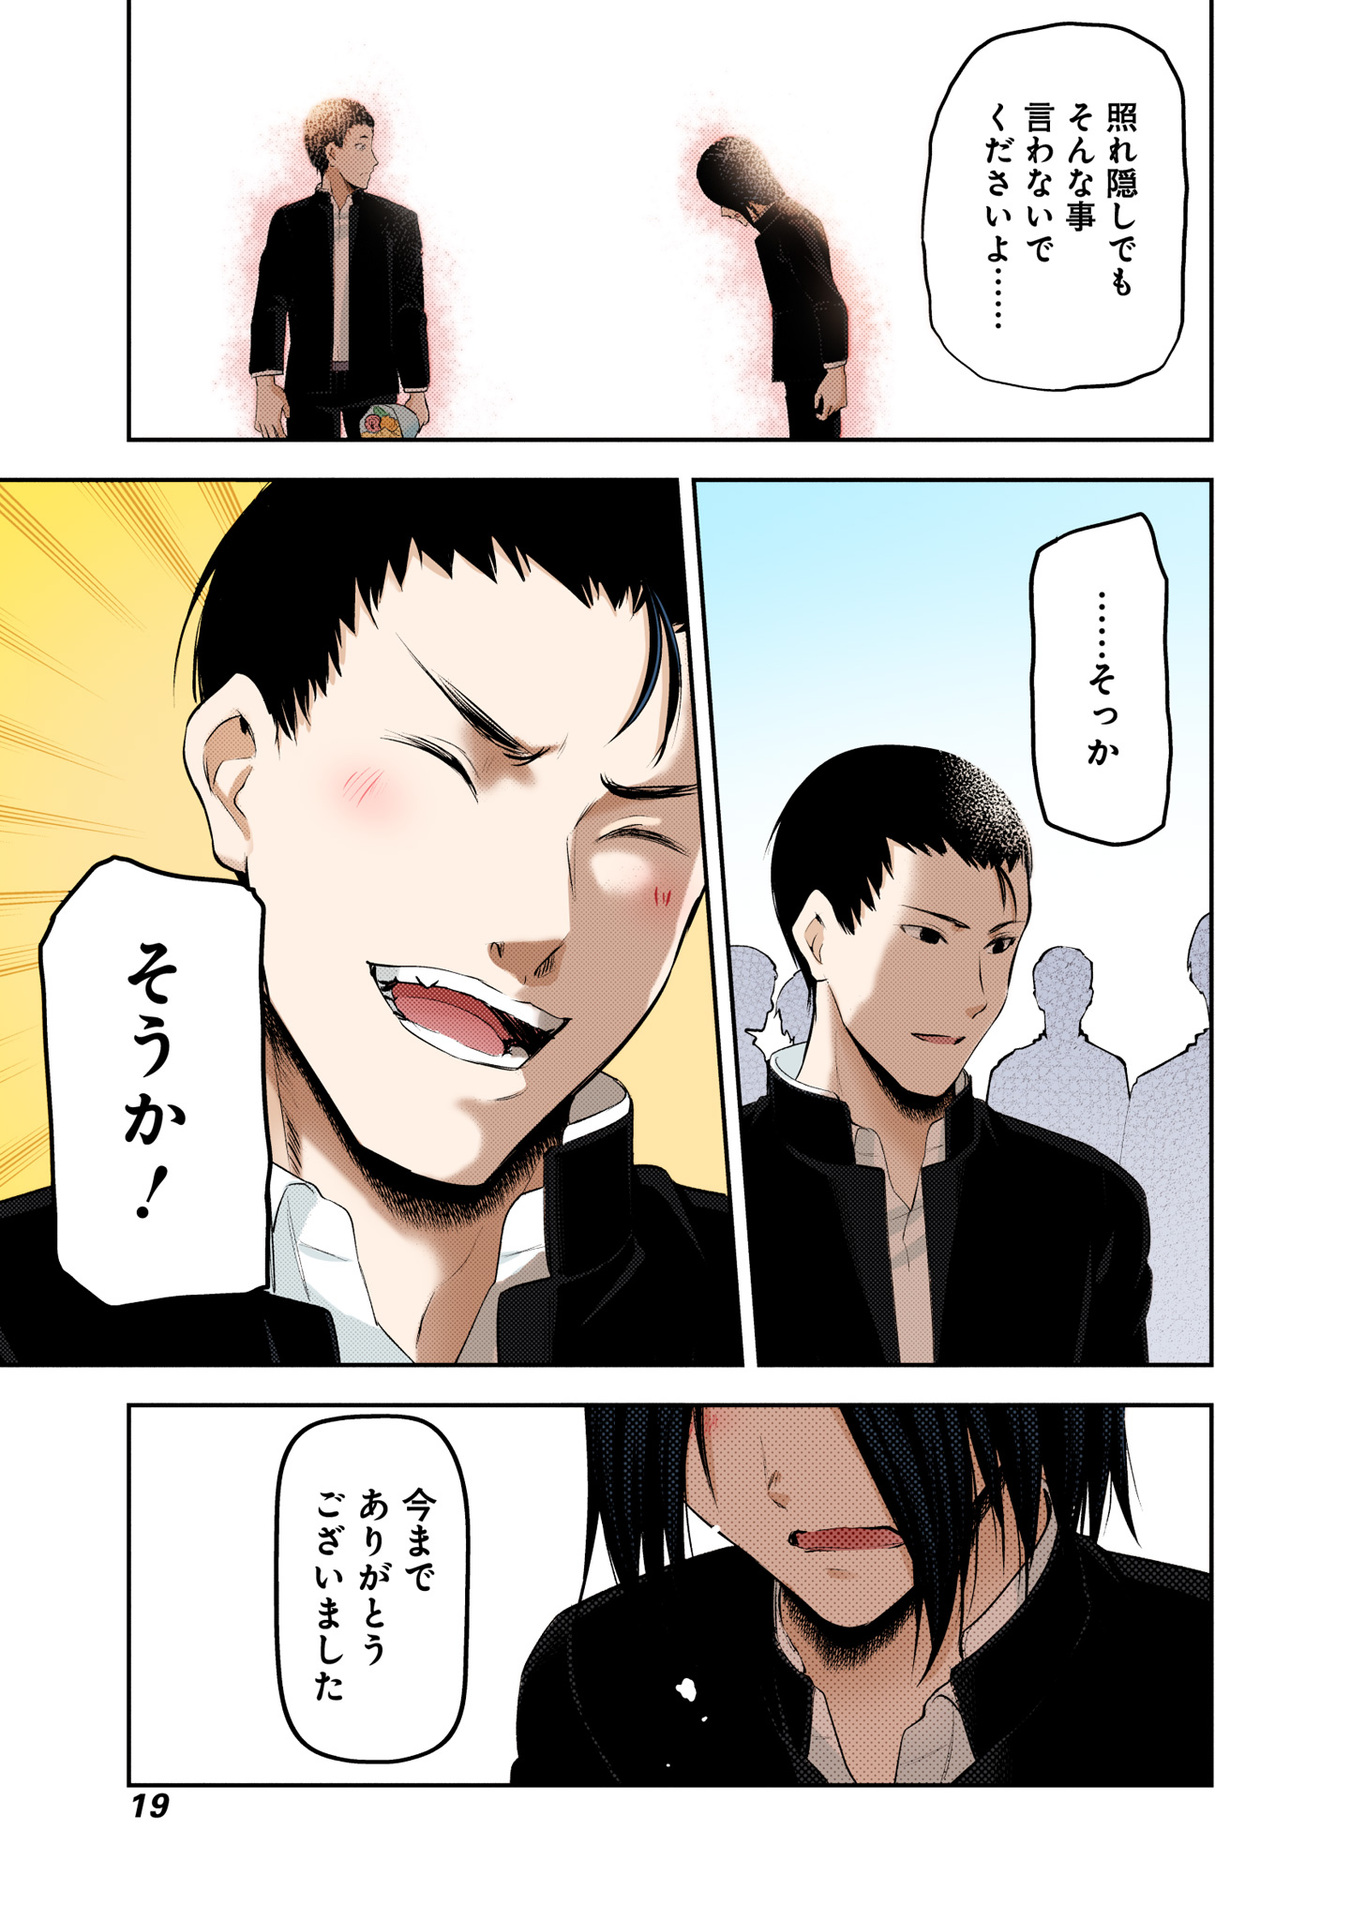 照れ隠しでも
そんな事
言わないで
くださいよ……
……そっか
そうか!
今まで
ありがとう
ございました
19